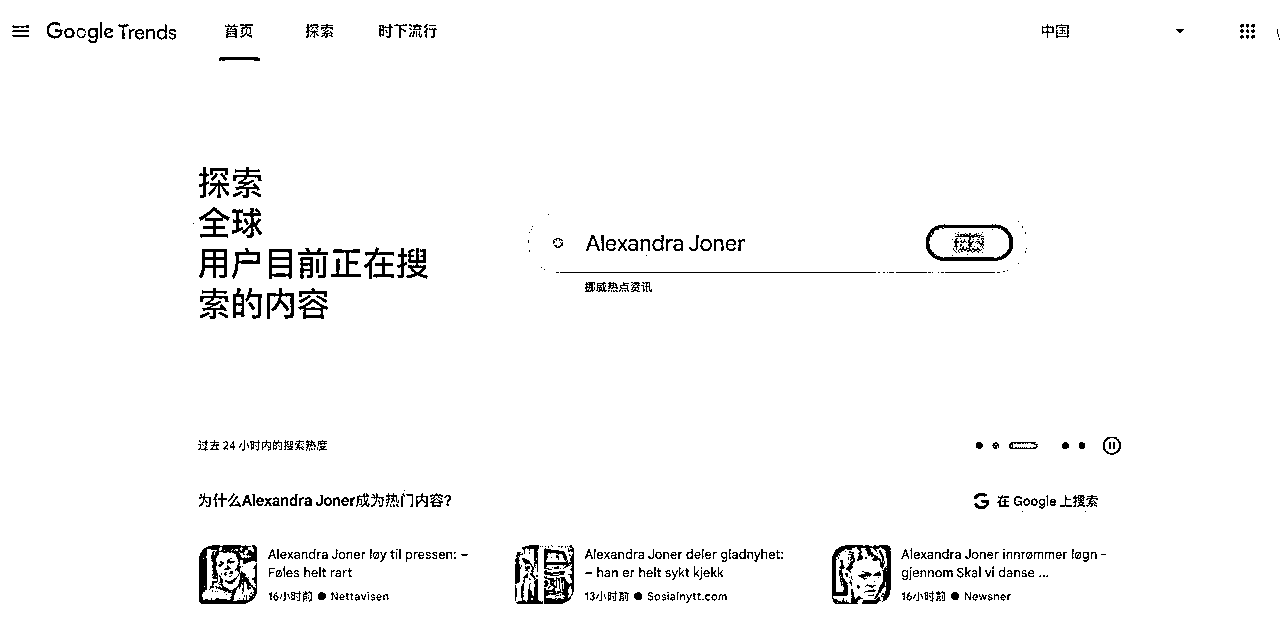 Google Trends 首页 探索 时下流行 中国
探索
全球
用户目前正在搜
索的内容
Alexandra Joner 探索
挪威热点资讯
过去 24 小时内的搜索热度
为什么Alexandra Joner成为热门内容?
在 Google 上搜索
Alexandra Joner løy til pressen: –
Føles helt rart
16小时前 ● Nettavisen
Alexandra Joner deler gladnyhet:
– han er helt sykt kjekk
13小时前 ● Sosialnytt.com
Alexandra Joner innrømmer løgn -
gjennom Skal vi danse ...
16小时前 ● Newsner